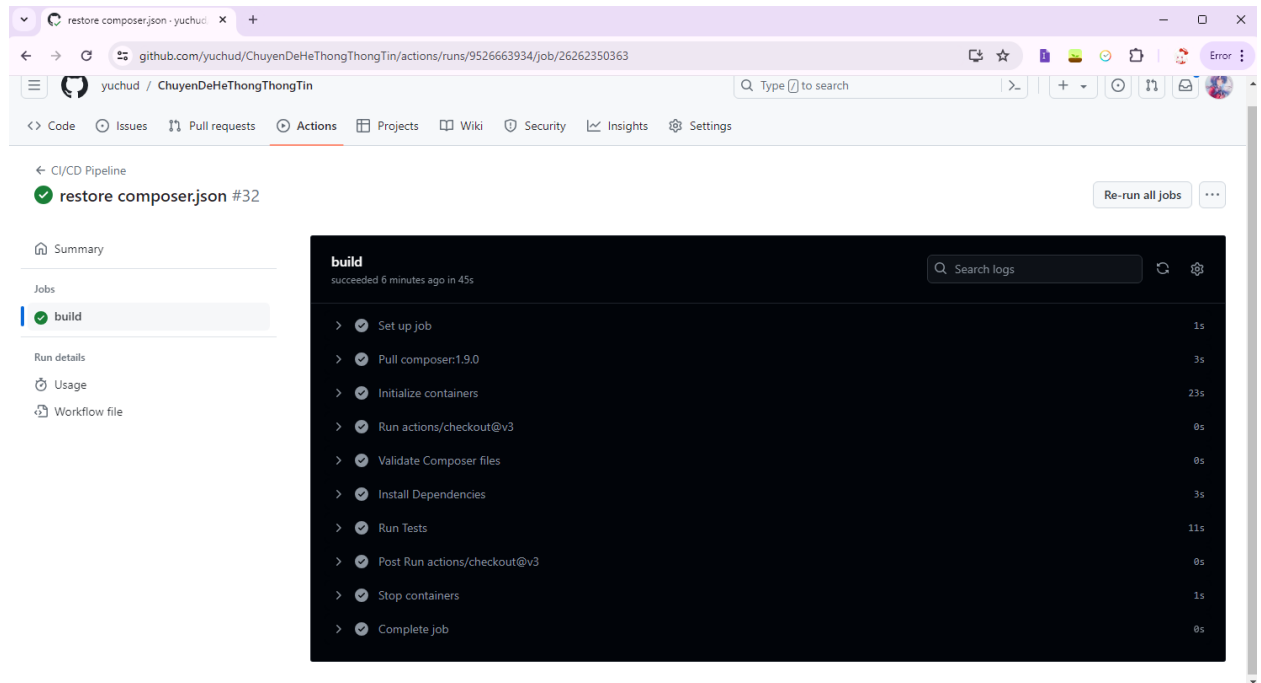 restore composer.json · yuchud
github.com/yuchud/ChuyenDeHeThongThongTin/actions/runs/9526663934/job/26262350363
Error
yuchud / ChuyenDeHeThongThongTin
Type / to search
Code Issues Pull requests Actions Projects Wiki Security Insights Settings
CI/CD Pipeline
restore composer.json #32
Re-run all jobs
Summary
Jobs
build
Run details
Usage
Workflow file
build
succeeded 6 minutes ago in 45s
Search logs
Set up job 1s
Pull composer:1.9.0 3s
Initialize containers 23s
Run actions/checkout@v3 0s
Validate Composer files 0s
Install Dependencies 3s
Run Tests 11s
Post Run actions/checkout@v3 0s
Stop containers 1s
Complete job 0s